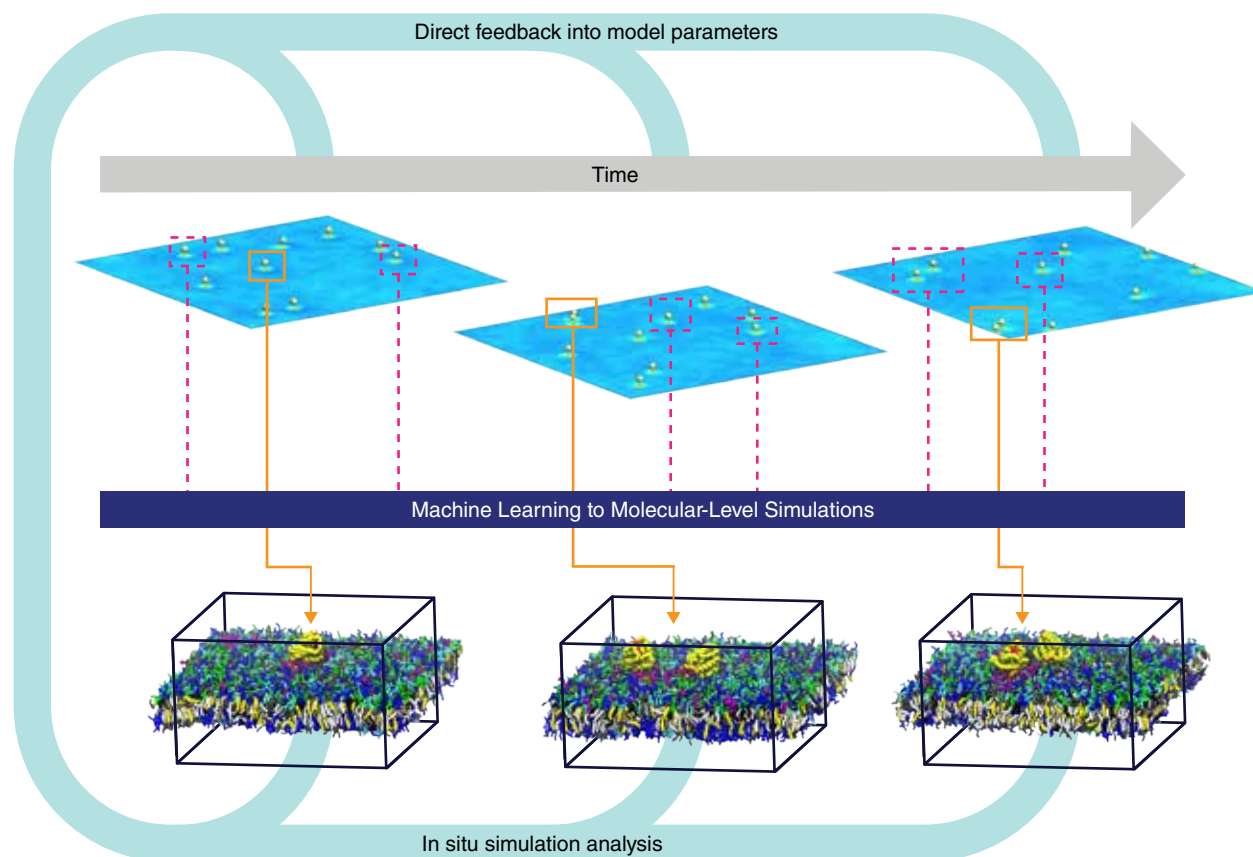 Direct feedback into model parameters
Time
Machine Learning to Molecular-Level Simulations
In situ simulation analysis